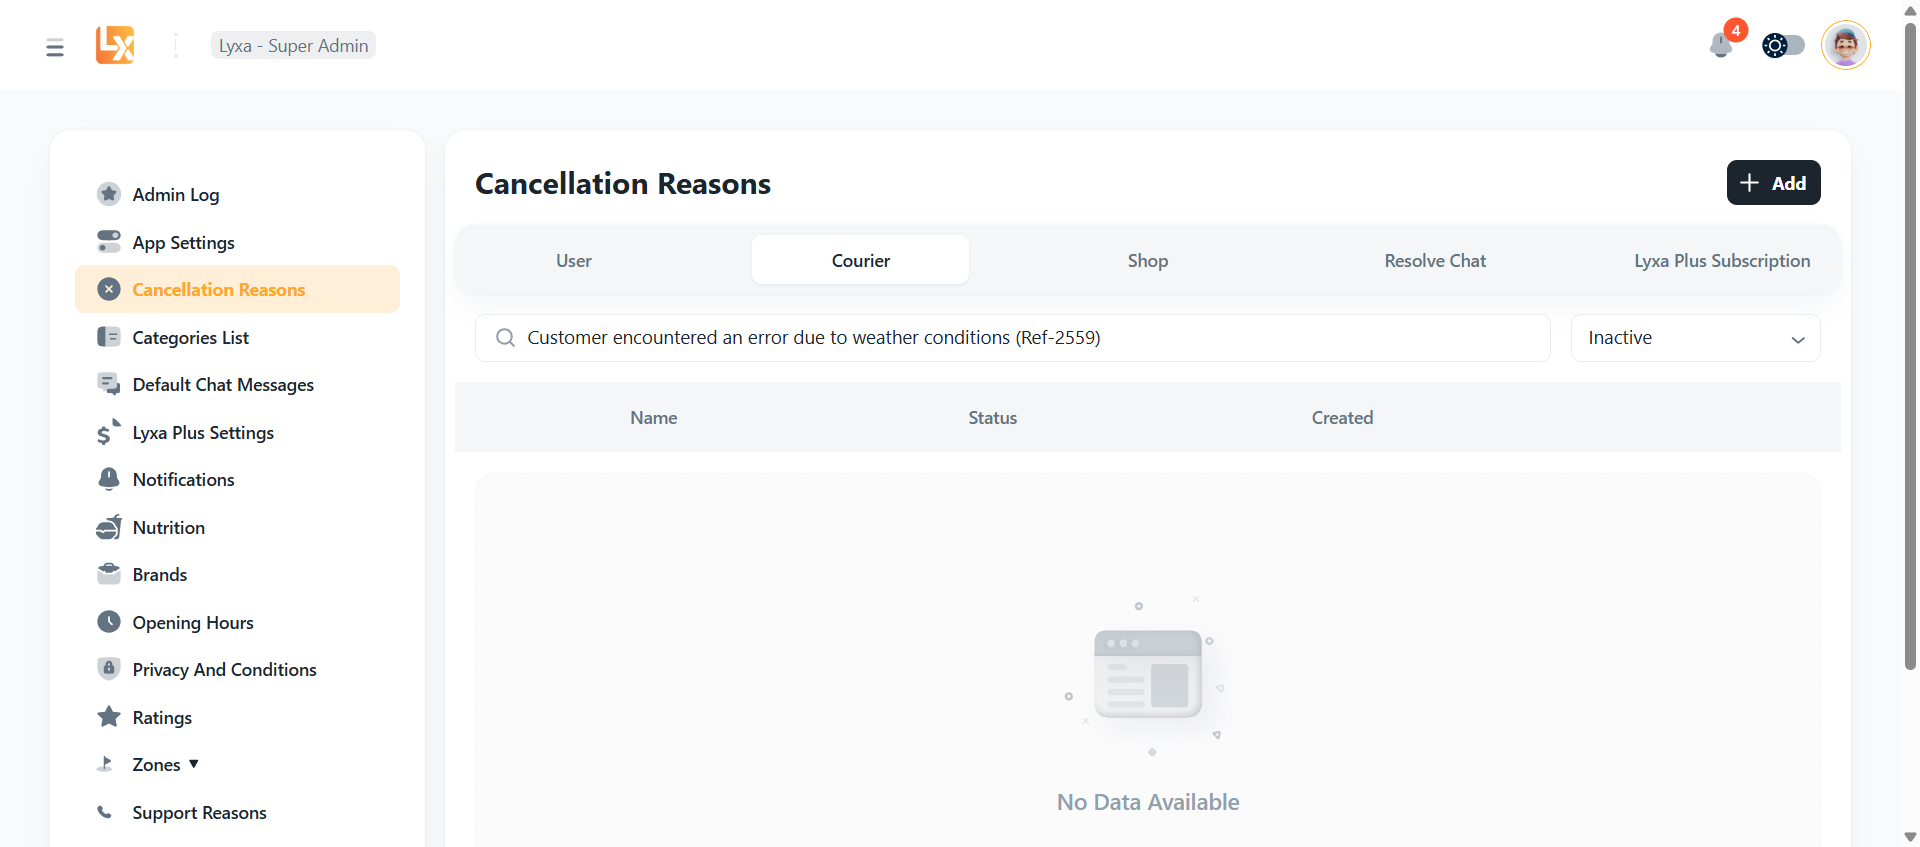 LX
Lyxa - Super Admin
4
Admin Log
App Settings
Cancellation Reasons
Categories List
Default Chat Messages
Lyxa Plus Settings
Notifications
Nutrition
Brands
Opening Hours
Privacy And Conditions
Ratings
Zones
Support Reasons
Cancellation Reasons
Add
User
Courier
Shop
Resolve Chat
Lyxa Plus Subscription
Customer encountered an error due to weather conditions (Ref-2559)
Inactive
Name
Status
Created
No Data Available